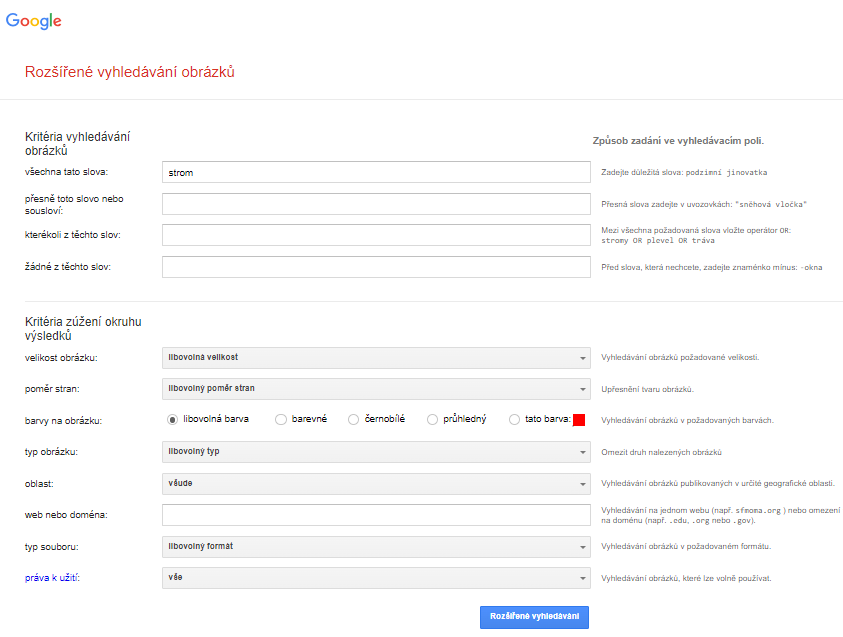 Google
Rozšířené vyhledávání obrázků
Kritéria vyhledávání
obrázků
Způsob zadání ve vyhledávacím poli.
všechna tato slova:
strom
Zadejte důležitá slova: podzimní jinovatka
přesně toto slovo nebo
sousloví:
Přesná slova zadejte v uvozovkách: "sněhová vločka"
kterékoli z těchto slov:
Mezi všechna požadovaná slova vložte operátor OR:
stromy OR plevel OR tráva
žádné z těchto slov:
Před slova, která nechcete, zadejte znaménko mínus: -okna
Kritéria zúžení okruhu
výsledků
velikost obrázku:
libovolná velikost
Vyhledávání obrázků požadované velikosti.
poměr stran:
libovolný poměr stran
Upřesnění tvaru obrázků.
barvy na obrázku:
libovolná barva barevné černobílé průhledný tato barva:
Vyhledávání obrázků v požadovaných barvách.
typ obrázku:
libovolný typ
Omezit druh nalezených obrázků
oblast:
všude
Vyhledávání obrázků publikovaných v určité geografické oblasti.
web nebo doména:
Vyhledávání na jednom webu (např. sfmoma.org ) nebo omezení
na doménu (např. .edu, .org nebo .gov).
typ souboru:
libovolný formát
Vyhledávání obrázků v požadovaném formátu.
práva k užití:
vše
Vyhledávání obrázků, které lze volně používat.
Rozšířené vyhledávání